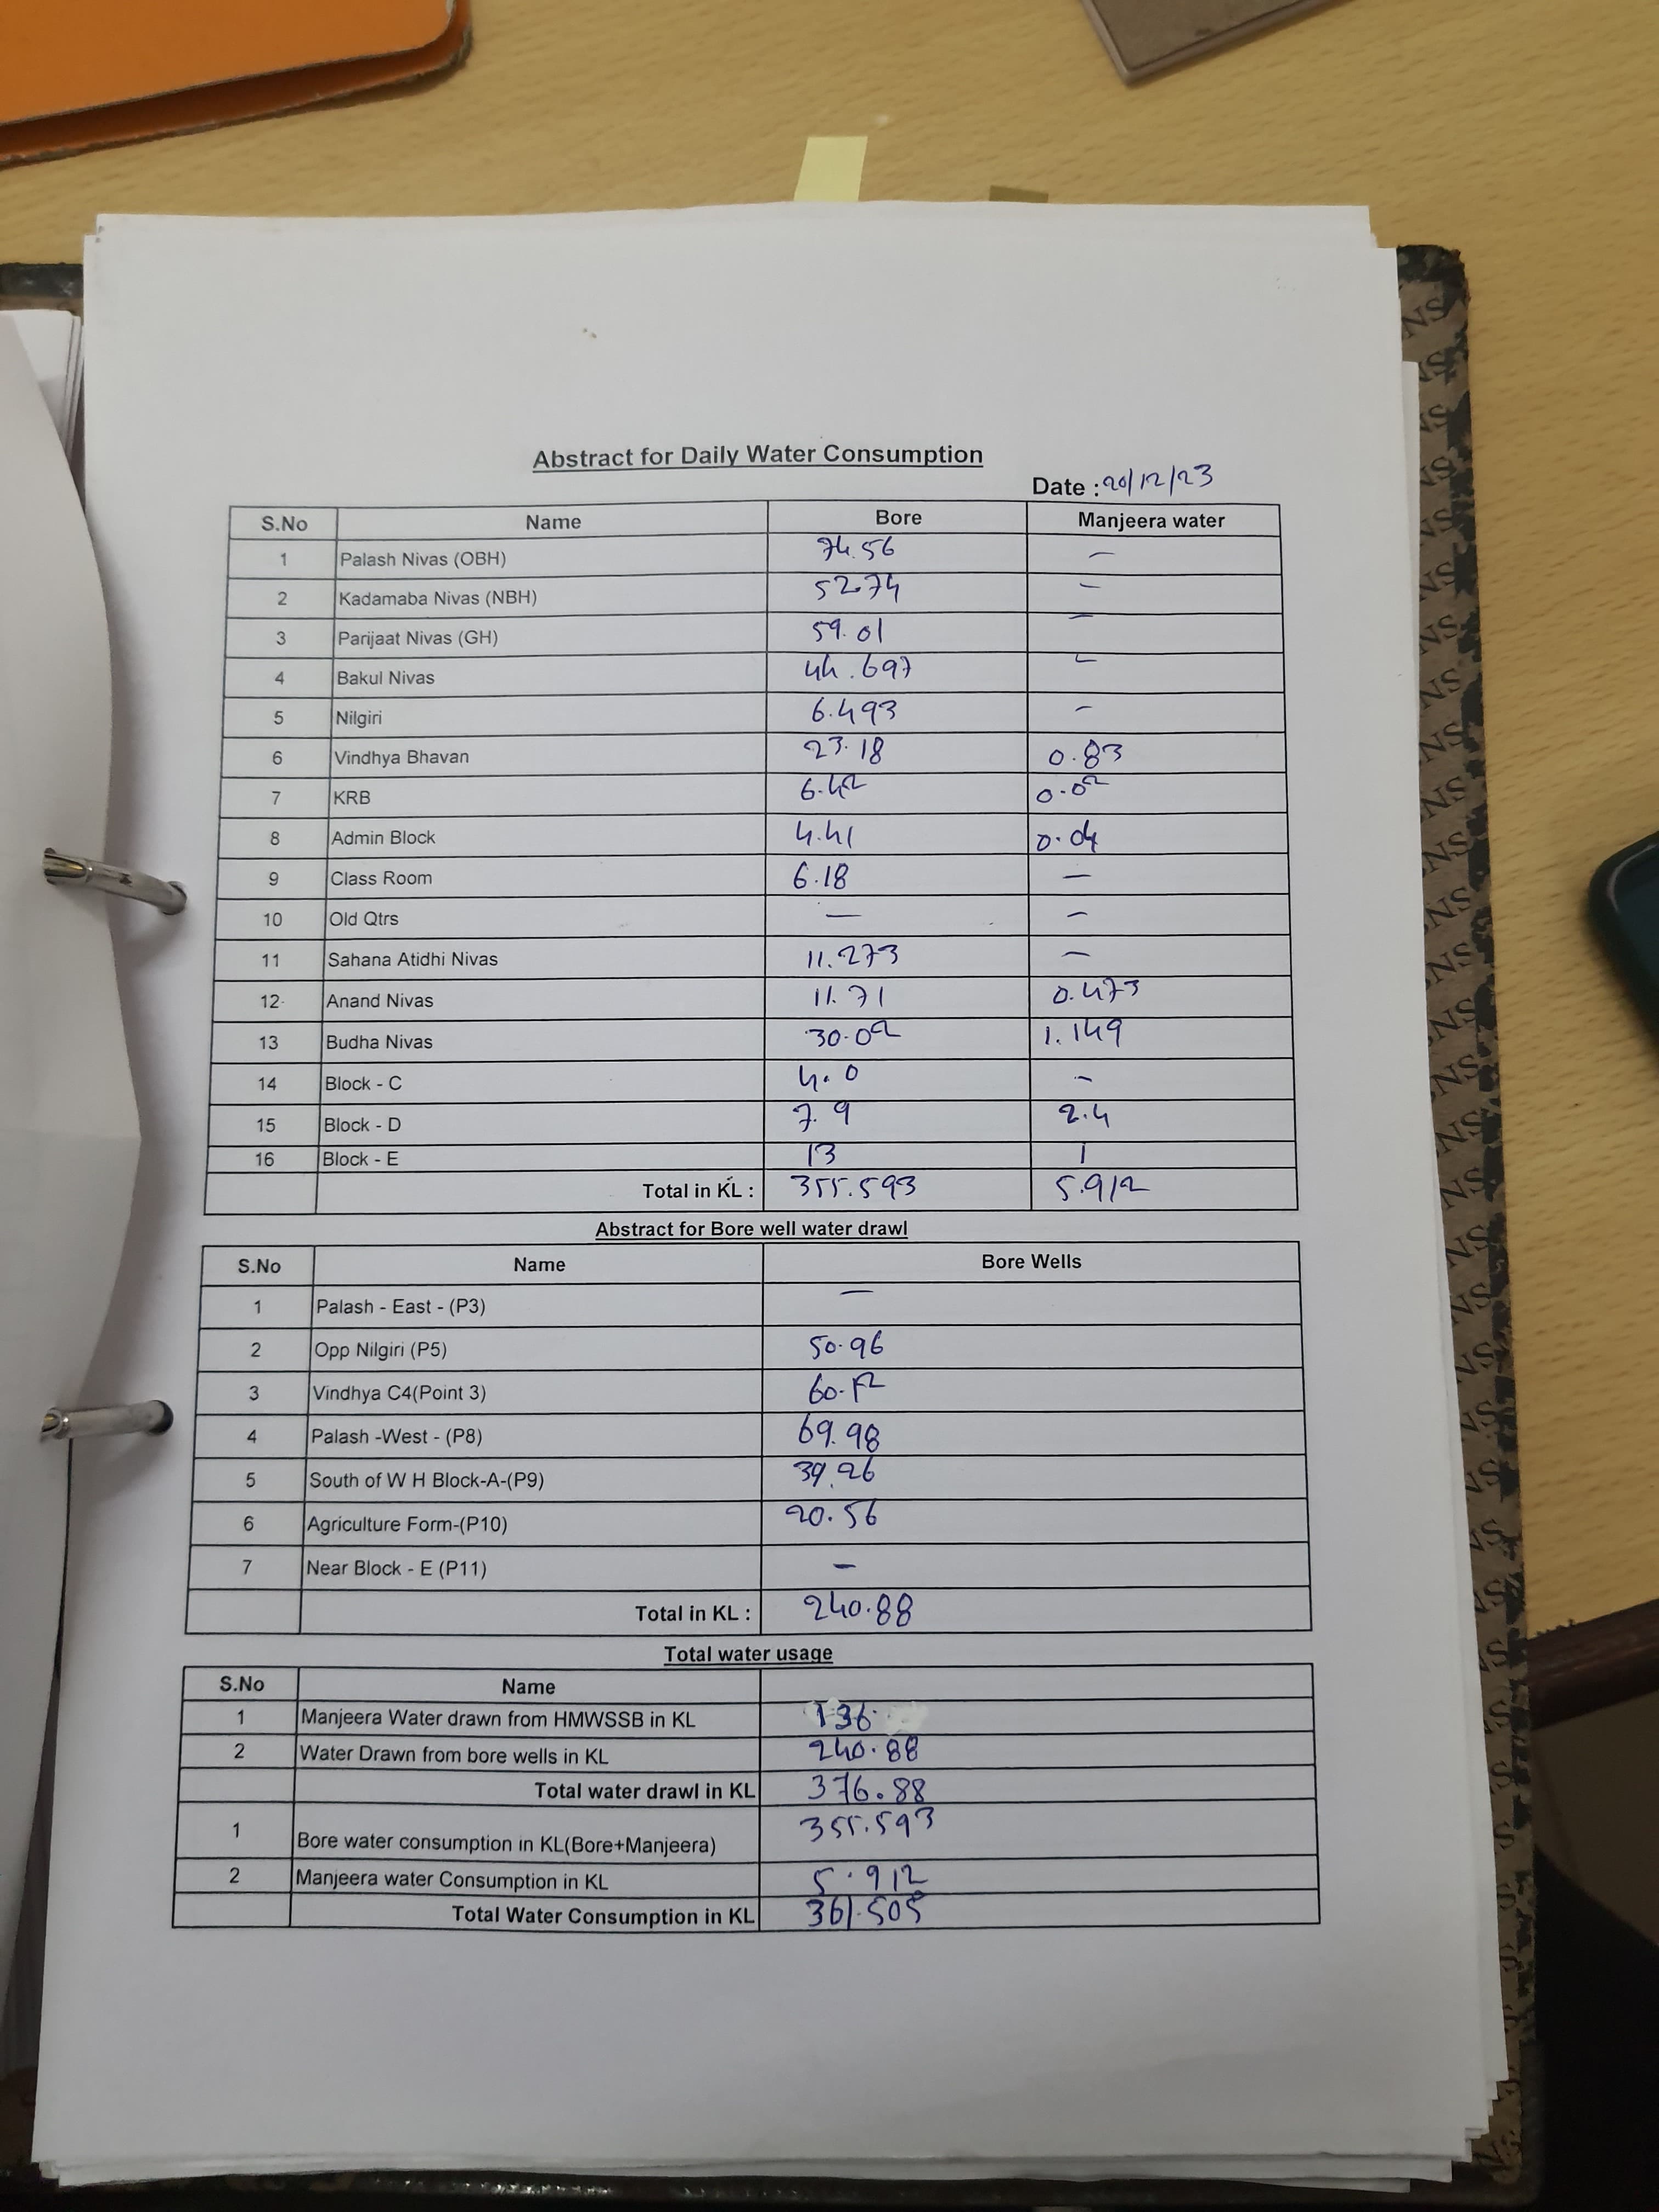 Abstract for Daily Water Consumption
Date : 20/12/23
S.No Name Bore Manjeera water
1 Palash Nivas (OBH) 74.56 —
2 Kadamaba Nivas (NBH) 52.74 —
3 Parijaat Nivas (GH) 59.01 —
4 Bakul Nivas 44.697 —
5 Nilgiri 6.493 —
6 Vindhya Bhavan 23.18 0.83
7 KRB 6.42 0.02
8 Admin Block 4.41 0.04
9 Class Room 6.18 —
10 Old Qtrs — —
11 Sahana Atidhi Nivas 11.273 —
12 Anand Nivas 11.71 0.473
13 Budha Nivas 30.02 1.149
14 Block - C 4.0 —
15 Block - D 7.9 2.4
16 Block - E 13 1
Total in KL : 355.593 5.912
Abstract for Bore well water drawl
S.No Name Bore Wells
1 Palash - East - (P3) —
2 Opp Nilgiri (P5) 50.96
3 Vindhya C4(Point 3) 60.12
4 Palash -West - (P8) 69.98
5 South of W H Block-A-(P9) 39.26
6 Agriculture Form-(P10) 20.56
7 Near Block - E (P11) —
Total in KL : 240.88
Total water usage
S.No Name
1 Manjeera Water drawn from HMWSSB in KL 136
2 Water Drawn from bore wells in KL 240.88
Total water drawl in KL 376.88
1 Bore water consumption in KL(Bore+Manjeera) 355.593
2 Manjeera water Consumption in KL 5.912
Total Water Consumption in KL 361.505